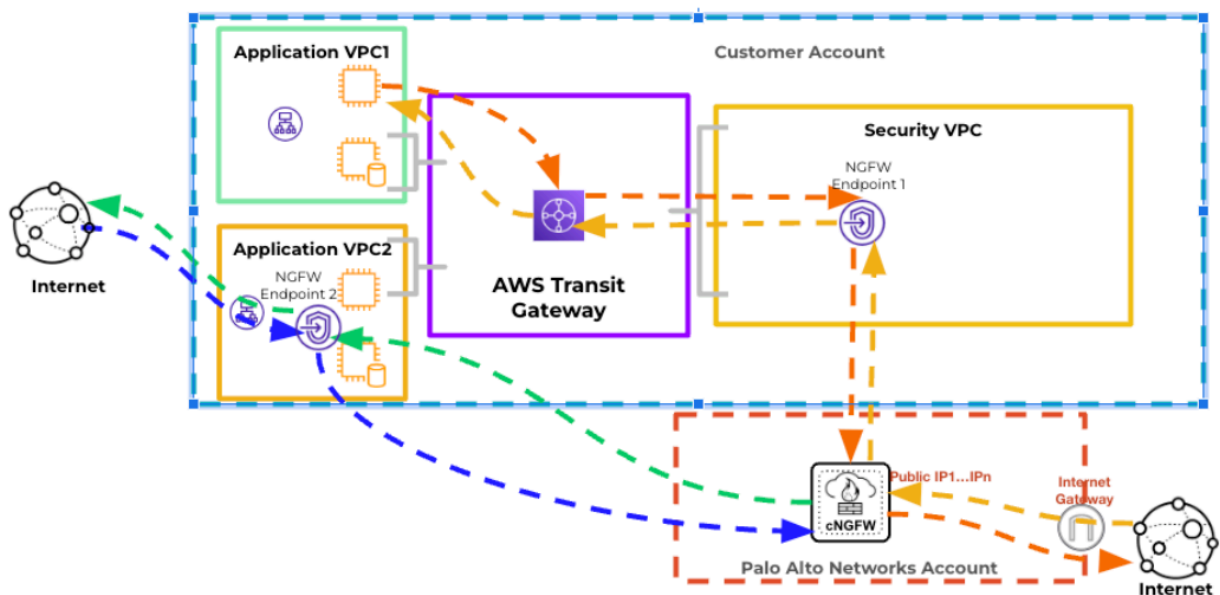 Customer Account
Application VPC1
Security VPC
NGFW
Endpoint 1
Internet
Application VPC2
NGFW
Endpoint 2
AWS Transit
Gateway
Public IP1...IPn
Internet
Gateway
cNGFW
Palo Alto Networks Account
Internet